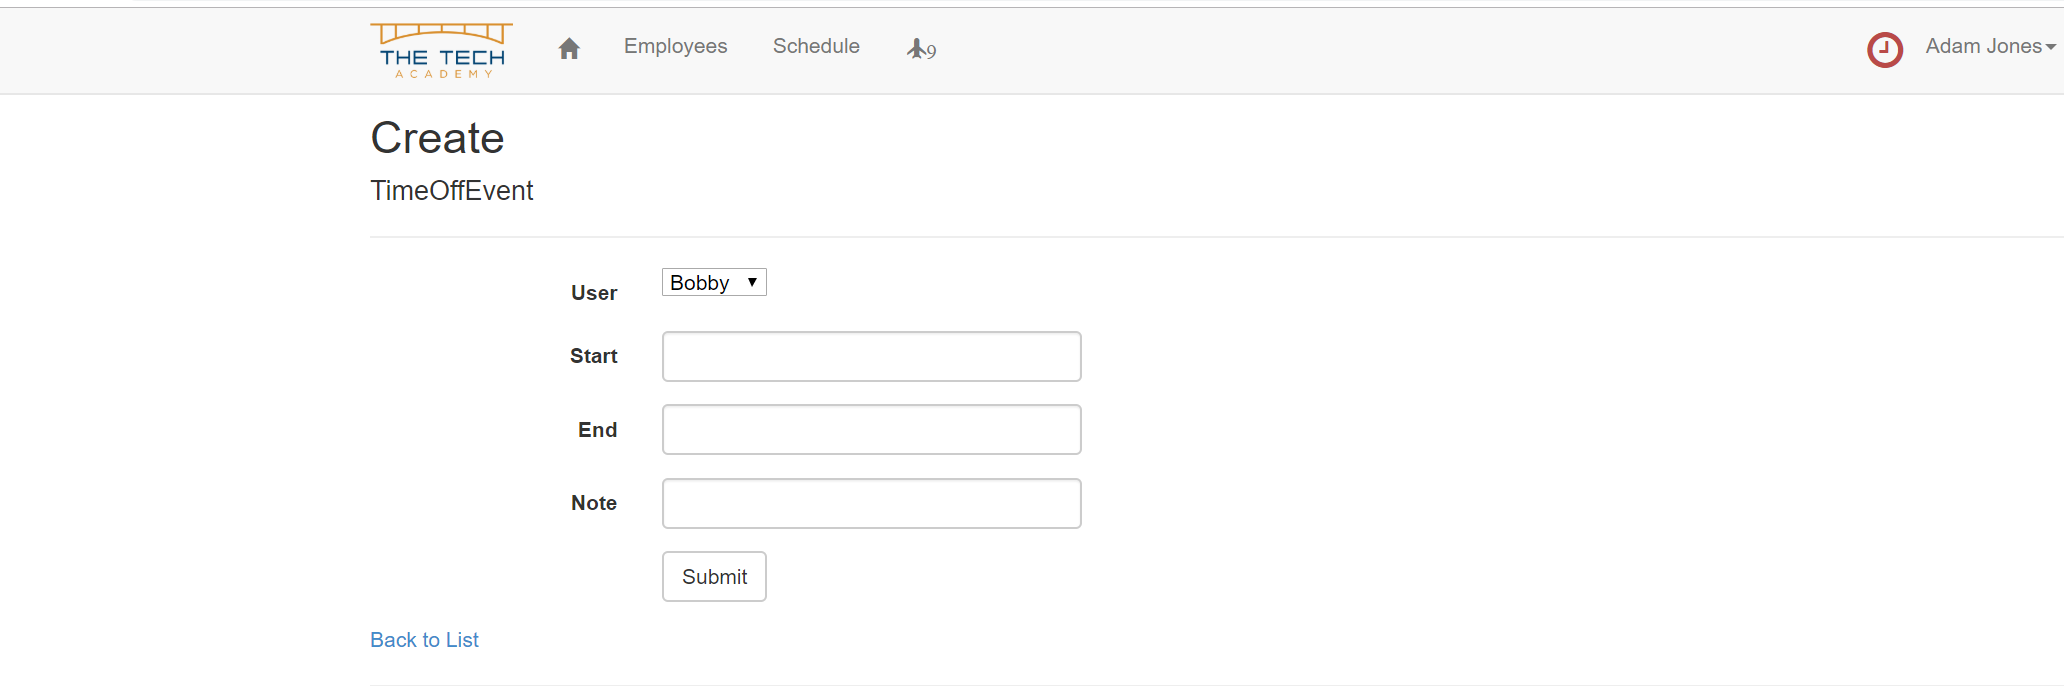 THE TECH
ACADEMY
Employees
Schedule
9
Adam Jones
Create
TimeOffEvent
User
Bobby
Start
End
Note
Submit
Back to List